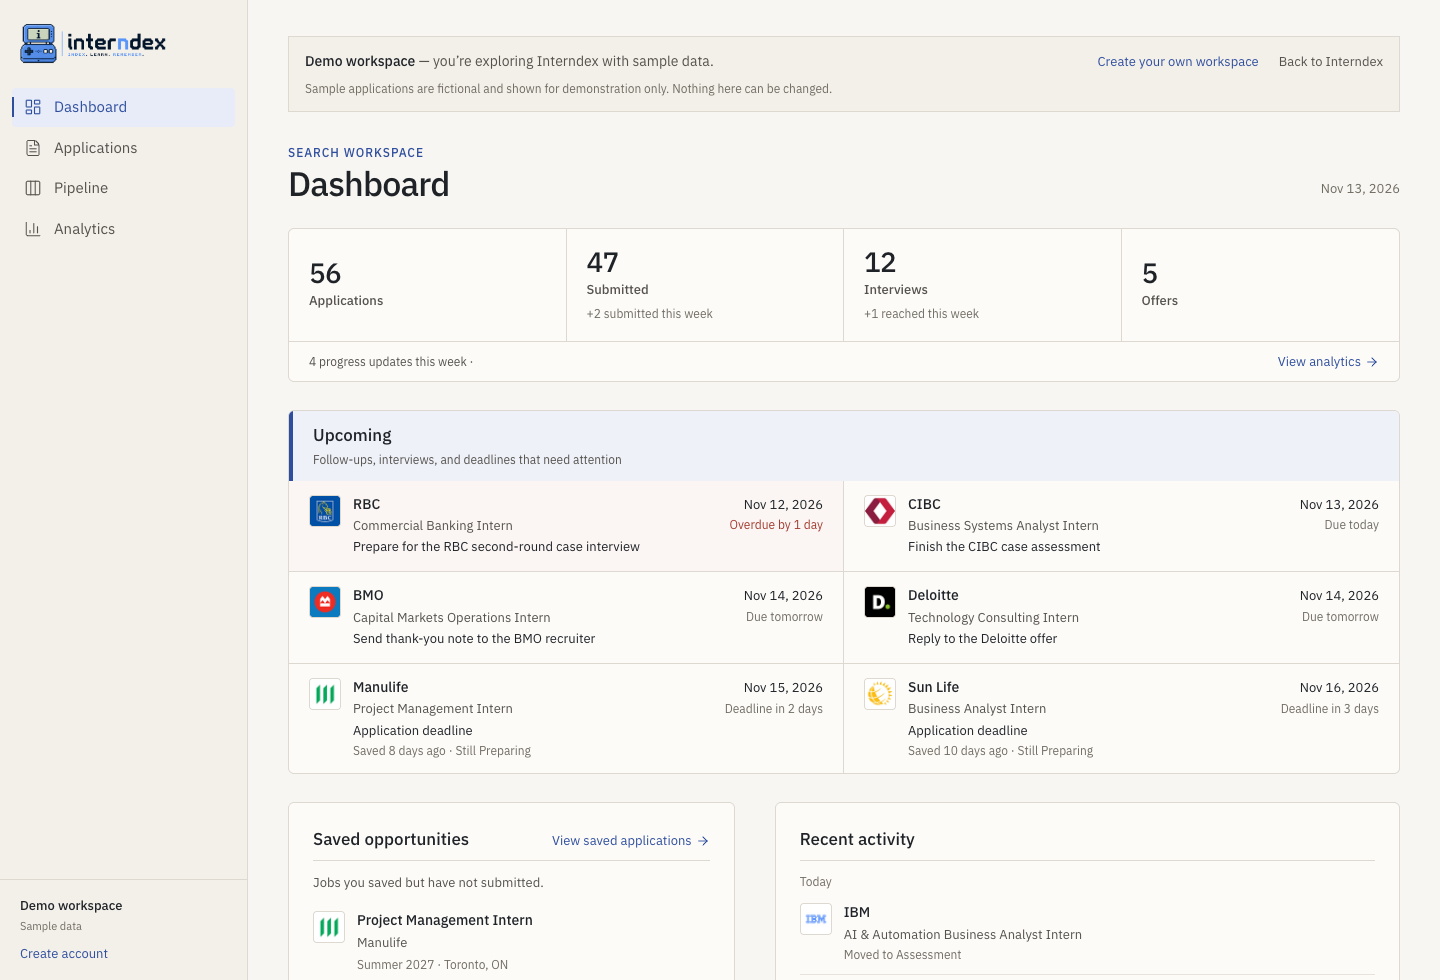 interndex
INDEX. LEARN. REMEMBER.
Dashboard
Applications
Pipeline
Analytics
Demo workspace
Sample data
Create account
Demo workspace — you're exploring Interndex with sample data.
Create your own workspace
Back to Interndex
Sample applications are fictional and shown for demonstration only. Nothing here can be changed.
SEARCH WORKSPACE
Dashboard
Nov 13, 2026
56
Applications
47
Submitted
+2 submitted this week
12
Interviews
+1 reached this week
5
Offers
4 progress updates this week ·
View analytics →
Upcoming
Follow-ups, interviews, and deadlines that need attention
RBC
RBC
Nov 12, 2026
Commercial Banking Intern
Overdue by 1 day
Prepare for the RBC second-round case interview
CIBC
Nov 13, 2026
Business Systems Analyst Intern
Due today
Finish the CIBC case assessment
BMO
Nov 14, 2026
Capital Markets Operations Intern
Due tomorrow
Send thank-you note to the BMO recruiter
D.
Deloitte
Nov 14, 2026
Technology Consulting Intern
Due tomorrow
Reply to the Deloitte offer
Manulife
Nov 15, 2026
Project Management Intern
Deadline in 2 days
Application deadline
Saved 8 days ago · Still Preparing
Sun Life
Nov 16, 2026
Business Analyst Intern
Deadline in 3 days
Application deadline
Saved 10 days ago · Still Preparing
Saved opportunities
View saved applications →
Jobs you saved but have not submitted.
Project Management Intern
Manulife
Summer 2027 · Toronto, ON
Recent activity
Today
IBM
IBM
AI & Automation Business Analyst Intern
Moved to Assessment